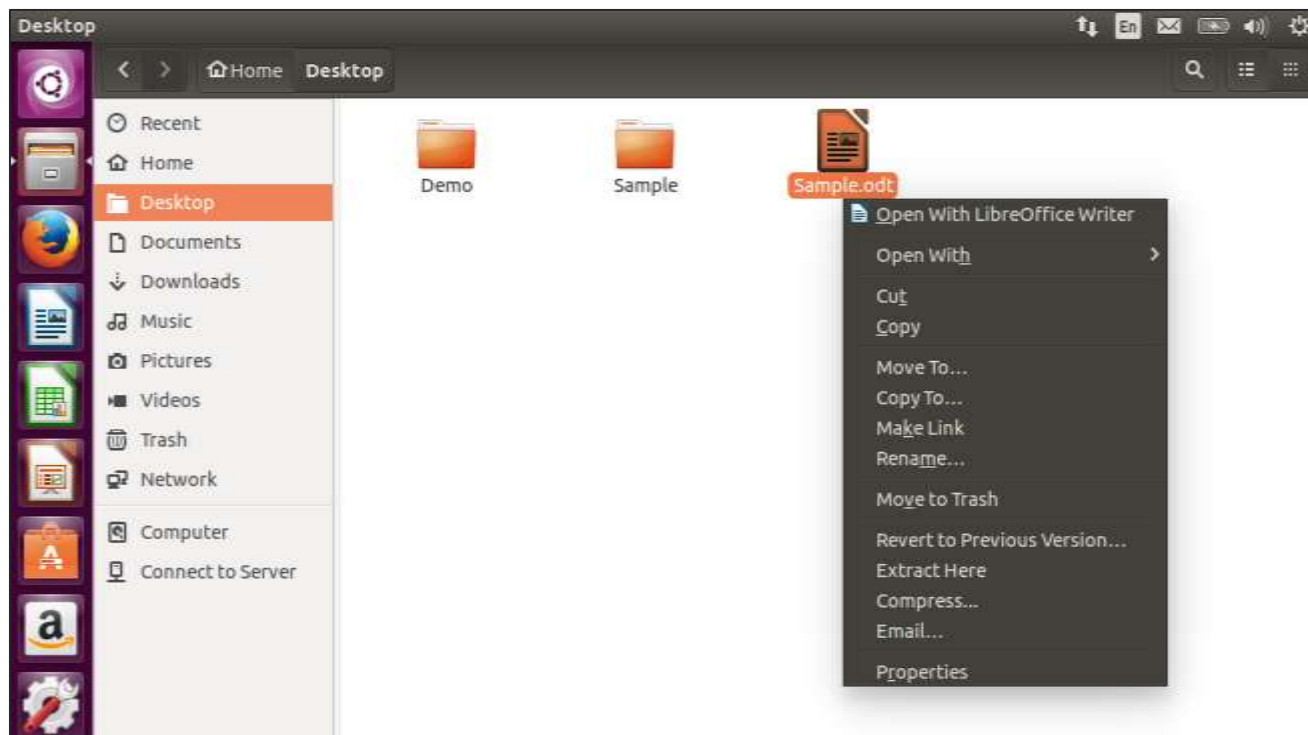 Desktop
En
Home Desktop
Recent
Home
Desktop
Documents
Downloads
Music
Pictures
Videos
Trash
Network
Computer
Connect to Server
Demo
Sample
Sample.odt
Open With LibreOffice Writer
Open With
Cut
Copy
Move To...
Copy To...
Make Link
Rename...
Move to Trash
Revert to Previous Version...
Extract Here
Compress...
Email...
Properties
A
a